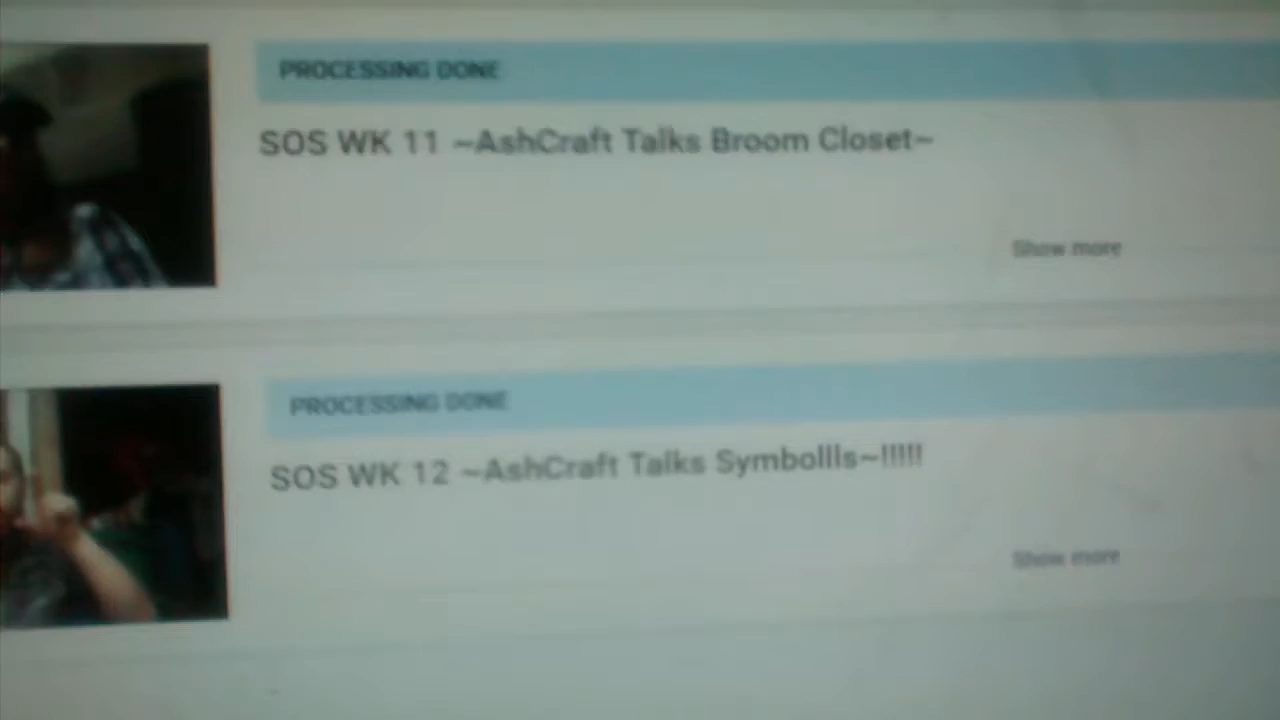 PROCESSING DONE
SOS WK 11 ~AshCraft Talks Broom Closet~
Show more
PROCESSING DONE
SOS WK 12 ~AshCraft Talks Symbollls~!!!!!
Show more